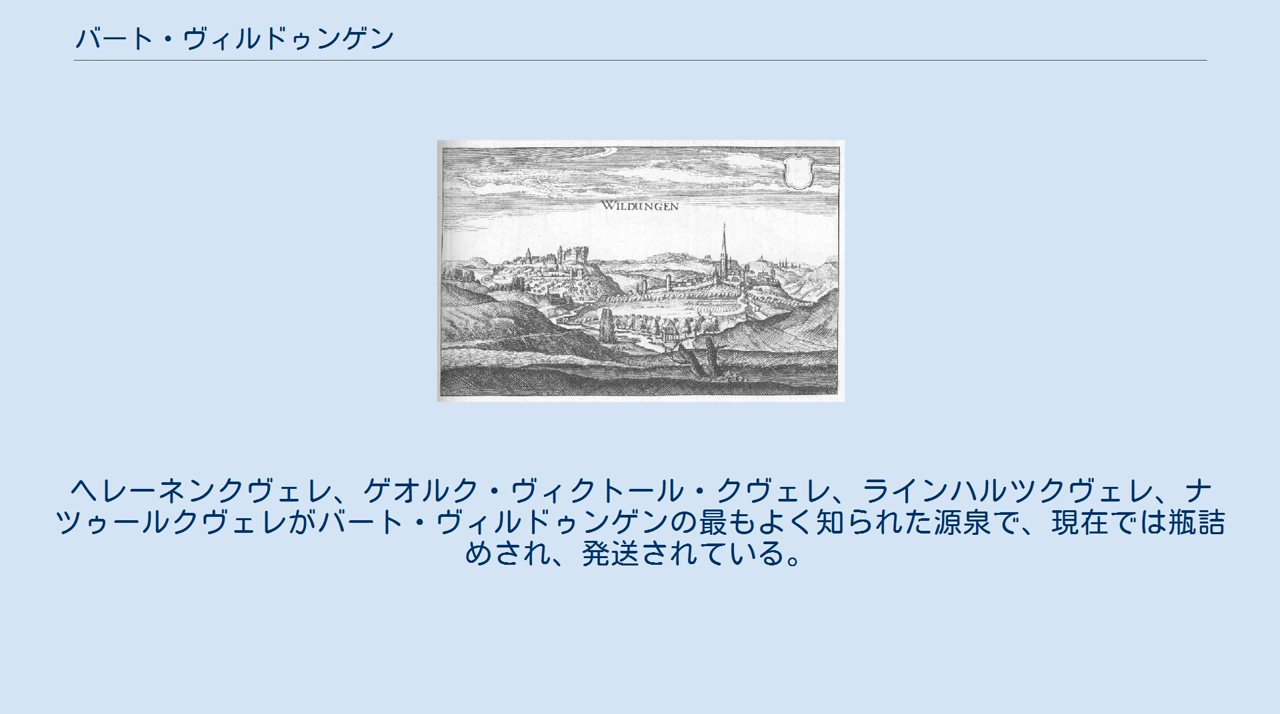 バート・ヴィルドゥンゲン
WILDUNGEN
ヘレーネンクヴェレ、ゲオルク・ヴィクトール・クヴェレ、ラインハルツクヴェレ、ナ
ツゥールクヴェレがバート・ヴィルドゥンゲンの最もよく知られた源泉で、現在では瓶詰
めされ、発送されている。